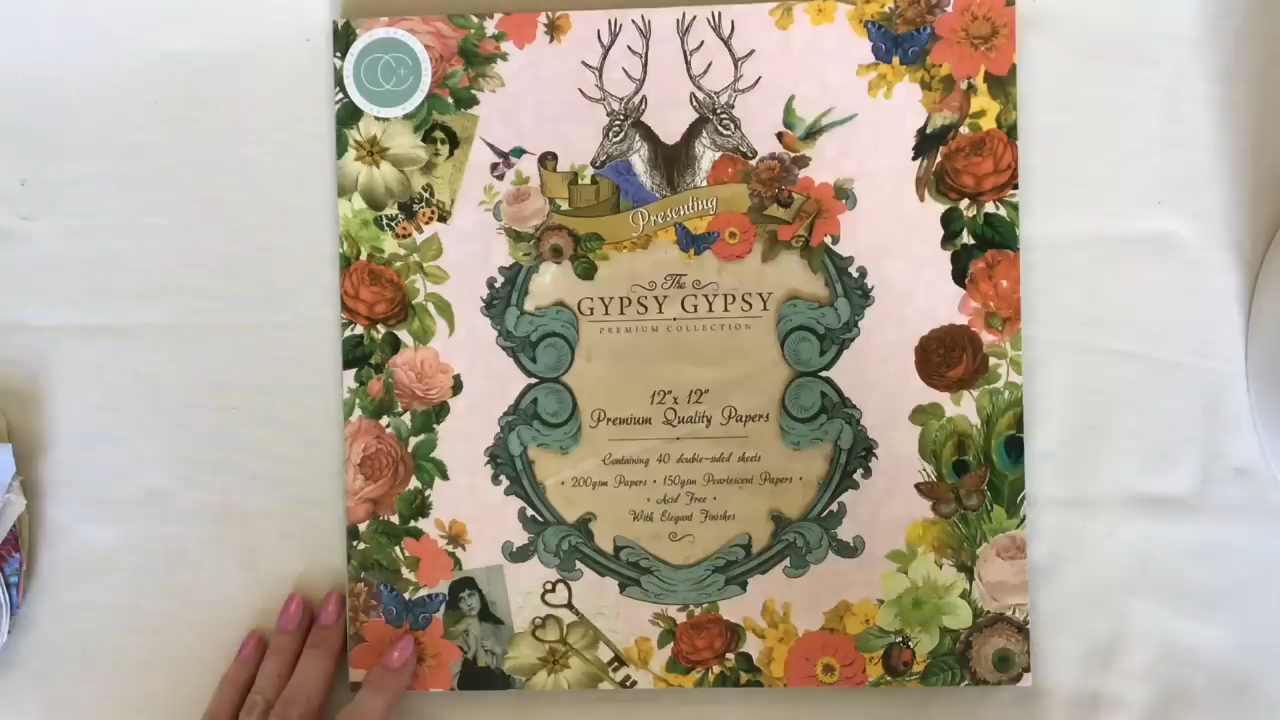 Presenting
The
GYPSY GYPSY
PREMIUM COLLECTION
12"x 12"
Premium Quality Papers
Containing 40 double-sided sheets
• 200gsm Papers • 150gsm Pearlescent Papers •
• Acid Free •
With Elegant Finishes